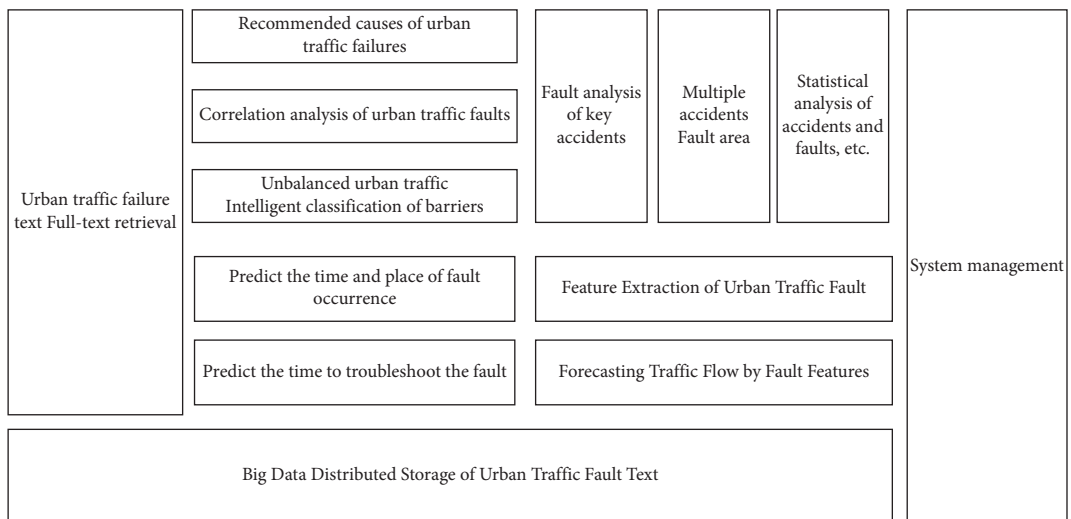 Urban traffic failure
text Full-text retrieval
Recommended causes of urban
traffic failures
Correlation analysis of urban traffic faults
Unbalanced urban traffic
Intelligent classification of barriers
Predict the time and place of fault
occurrence
Predict the time to troubleshoot the fault
Fault analysis
of key
accidents
Multiple
accidents
Fault area
Statistical
analysis of
accidents and
faults, etc.
Feature Extraction of Urban Traffic Fault
Forecasting Traffic Flow by Fault Features
System management
Big Data Distributed Storage of Urban Traffic Fault Text